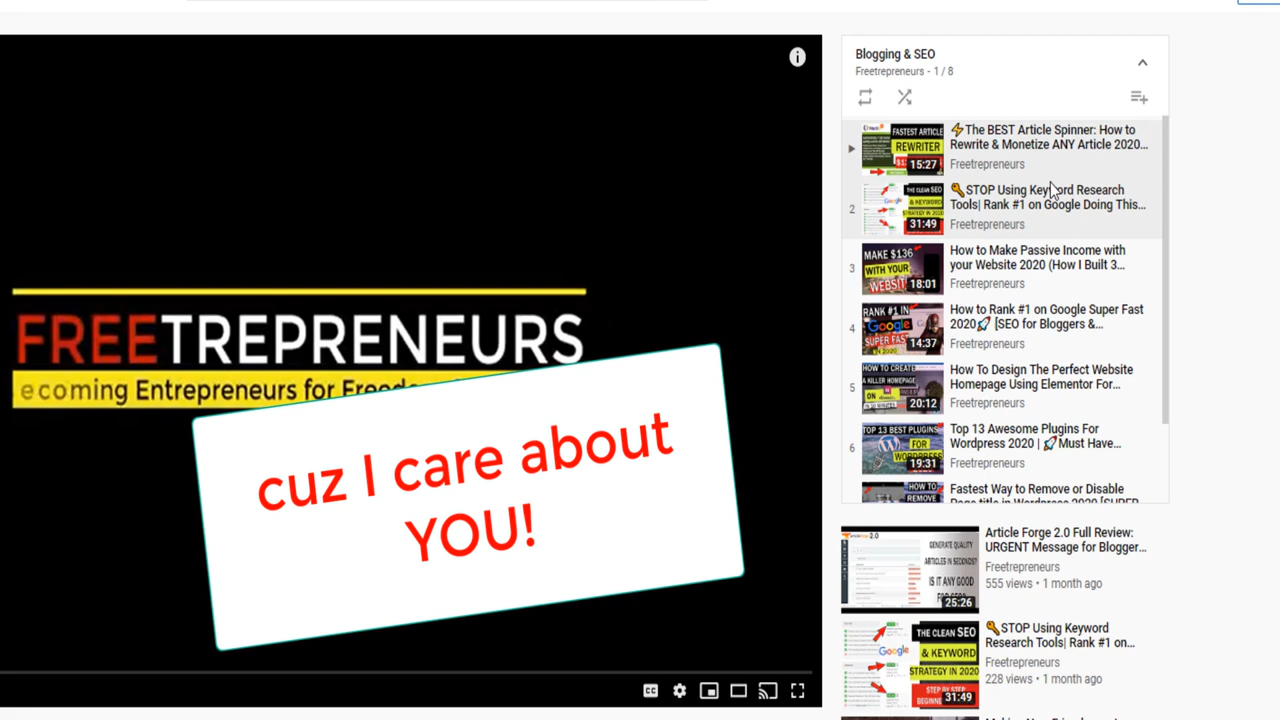 FREETREPRENEURS
ecoming Entrepreneurs for
cuz I care about
YOU!
CC
Blogging & SEO
Freetrepreneurs - 1 / 8
FASTEST ARTICLE
REWRITER
15:27
⚡The BEST Article Spinner: How to
Rewrite & Monetize ANY Article 2020...
Freetrepreneurs
2
THE CLEAN SEO
& KEYWORD
STRATEGY IN 2020
31:49
🔑STOP Using Keyword Research
Tools| Rank #1 on Google Doing This...
Freetrepreneurs
3
MAKE $136
WITH YOUR
WEBSIT
18:01
How to Make Passive Income with
your Website 2020 (How I Built 3...
Freetrepreneurs
4
RANK #1 IN
Google
SUPER FAS
14:37
How to Rank #1 on Google Super Fast
2020🚀 [SEO for Bloggers &...
Freetrepreneurs
5
HOW TO CREATE
A KILLER HOMEPAGE
20:12
How To Design The Perfect Website
Homepage Using Elementor For...
Freetrepreneurs
6
TOP 13 BEST PLUGINS
FOR
WORDPRESS
19:31
Top 13 Awesome Plugins For
Wordpress 2020 | 🚀Must Have...
Freetrepreneurs
HOW TO
REMOVE
Fastest Way to Remove or Disable
Page title in Wordpress 2020 [SUPER
GENERATE QUALITY
ARTICLES IN SECONDS?
IS IT ANY GOOD
25:26
Article Forge 2.0 Full Review:
URGENT Message for Blogger...
Freetrepreneurs
555 views • 1 month ago
THE CLEAN SEO
Google
& KEYWORD
STRATEGY IN 2020
STEP BY STEP
31:49
🔑STOP Using Keyword
Research Tools| Rank #1 on...
Freetrepreneurs
228 views • 1 month ago